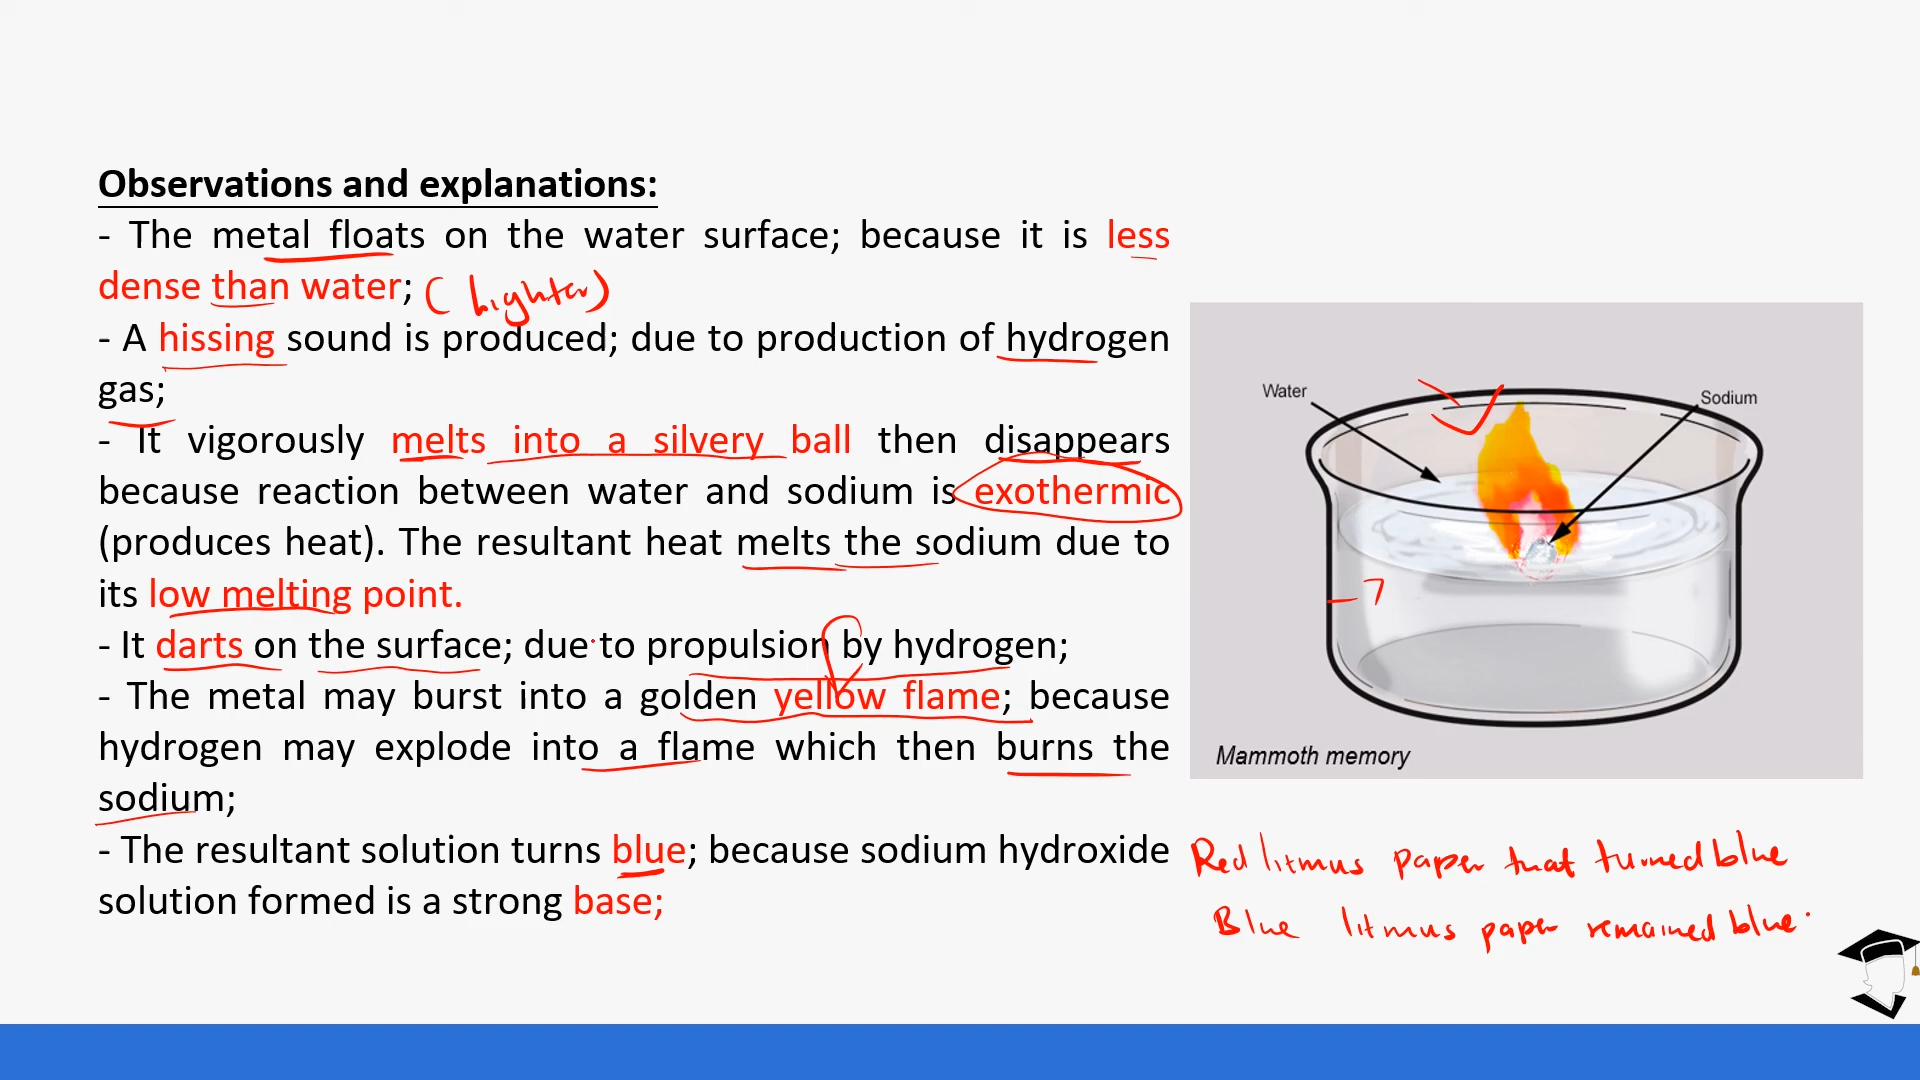 Observations and explanations:
- The metal floats on the water surface; because it is less
dense than water; (lighter)
- A hissing sound is produced; due to production of hydrogen
gas;
- It vigorously melts into a silvery ball then disappears
because reaction between water and sodium is exothermic
(produces heat). The resultant heat melts the sodium due to
its low melting point.
- It darts on the surface; due to propulsion by hydrogen;
- The metal may burst into a golden yellow flame; because
hydrogen may explode into a flame which then burns the
sodium;
- The resultant solution turns blue; because sodium hydroxide
solution formed is a strong base;
Water
Sodium
Mammoth memory
Red litmus paper that turned blue
Blue litmus paper remained blue.